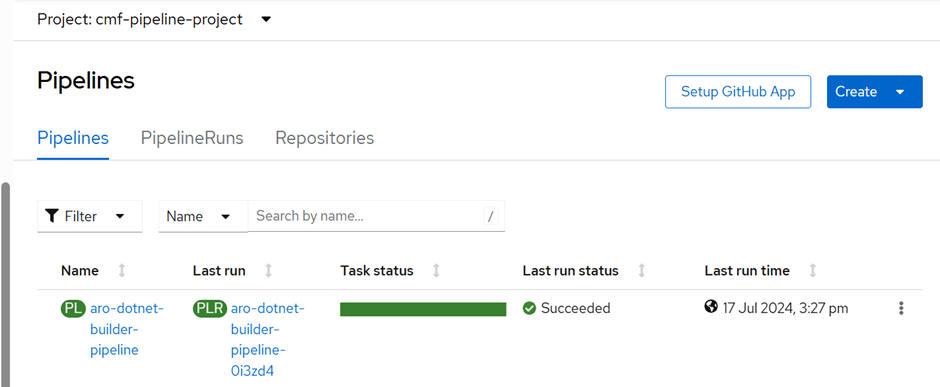 Project: cmf-pipeline-project
Pipelines
Setup GitHub App
Create
Pipelines PipelineRuns Repositories
Filter Name Search by name... /
Name Last run Task status Last run status Last run time
PL aro-dotnet- PLR aro-dotnet- Succeeded 17 Jul 2024, 3:27 pm
builder- builder-
pipeline pipeline-
0i3zd4